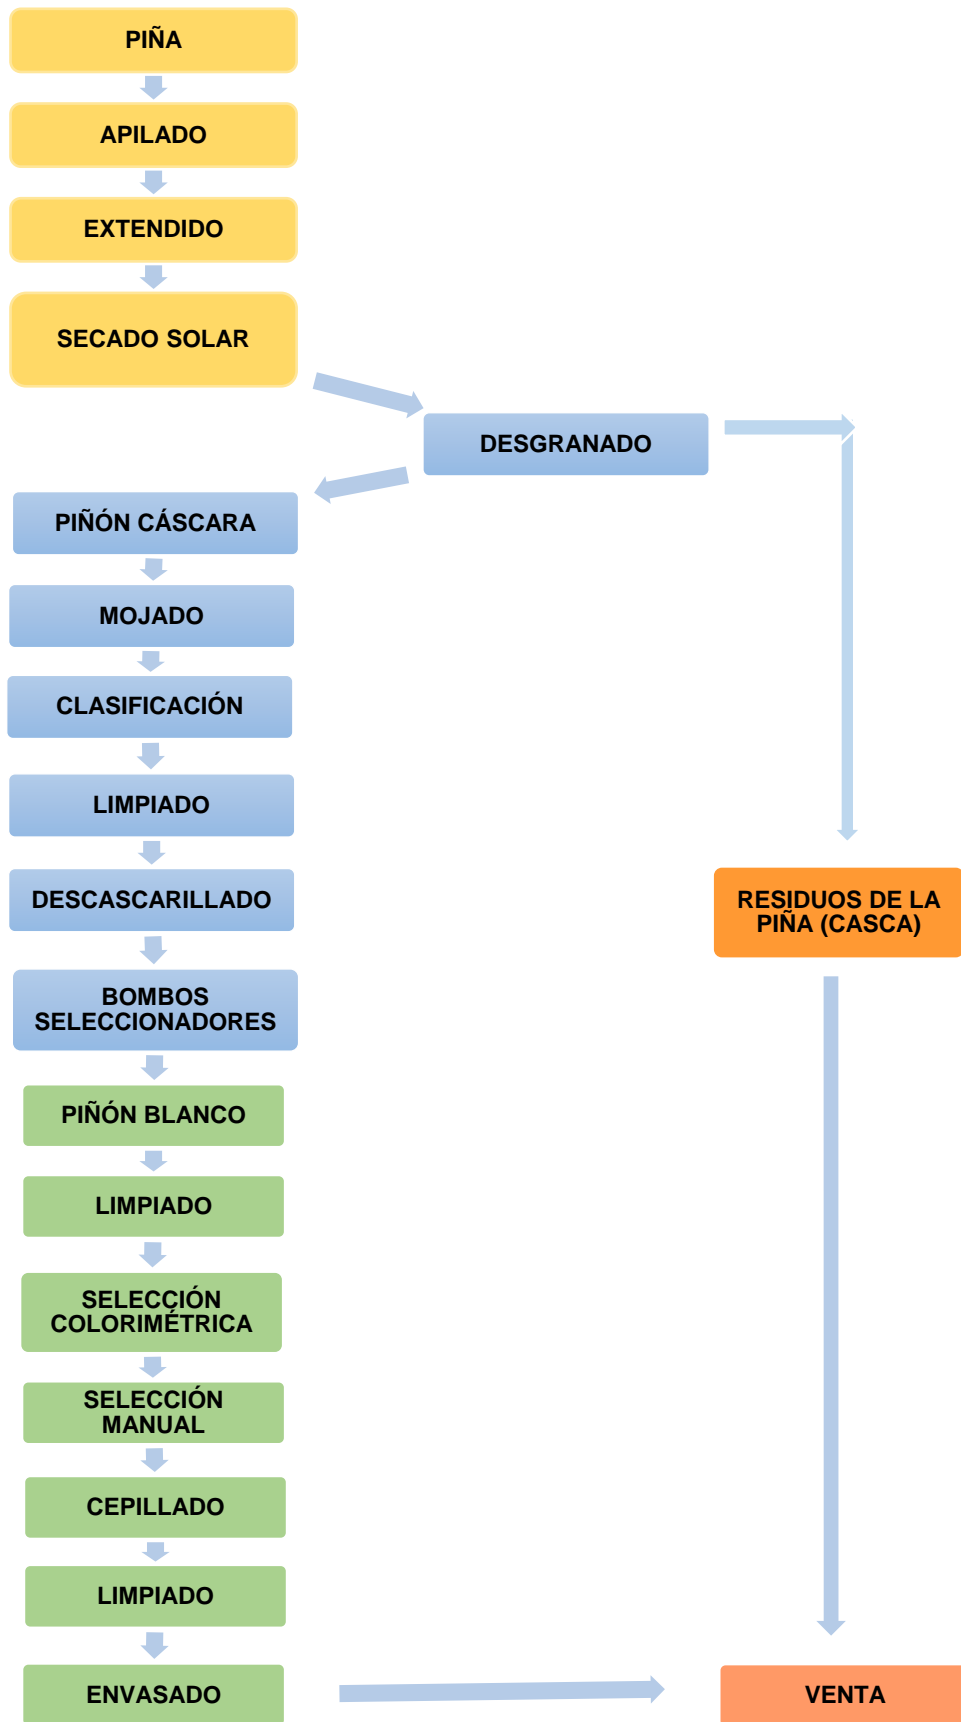 PIÑA
APILADO
EXTENDIDO
SECADO SOLAR
DESGRANADO
PIÑÓN CÁSCARA
MOJADO
CLASIFICACIÓN
LIMPIADO
DESCASCARILLADO
RESIDUOS DE LA
PIÑA (CASCA)
BOMBOS
SELECCIONADORES
PIÑÓN BLANCO
LIMPIADO
SELECCIÓN
COLORIMÉTRICA
SELECCIÓN
MANUAL
CEPILLADO
LIMPIADO
ENVASADO
VENTA